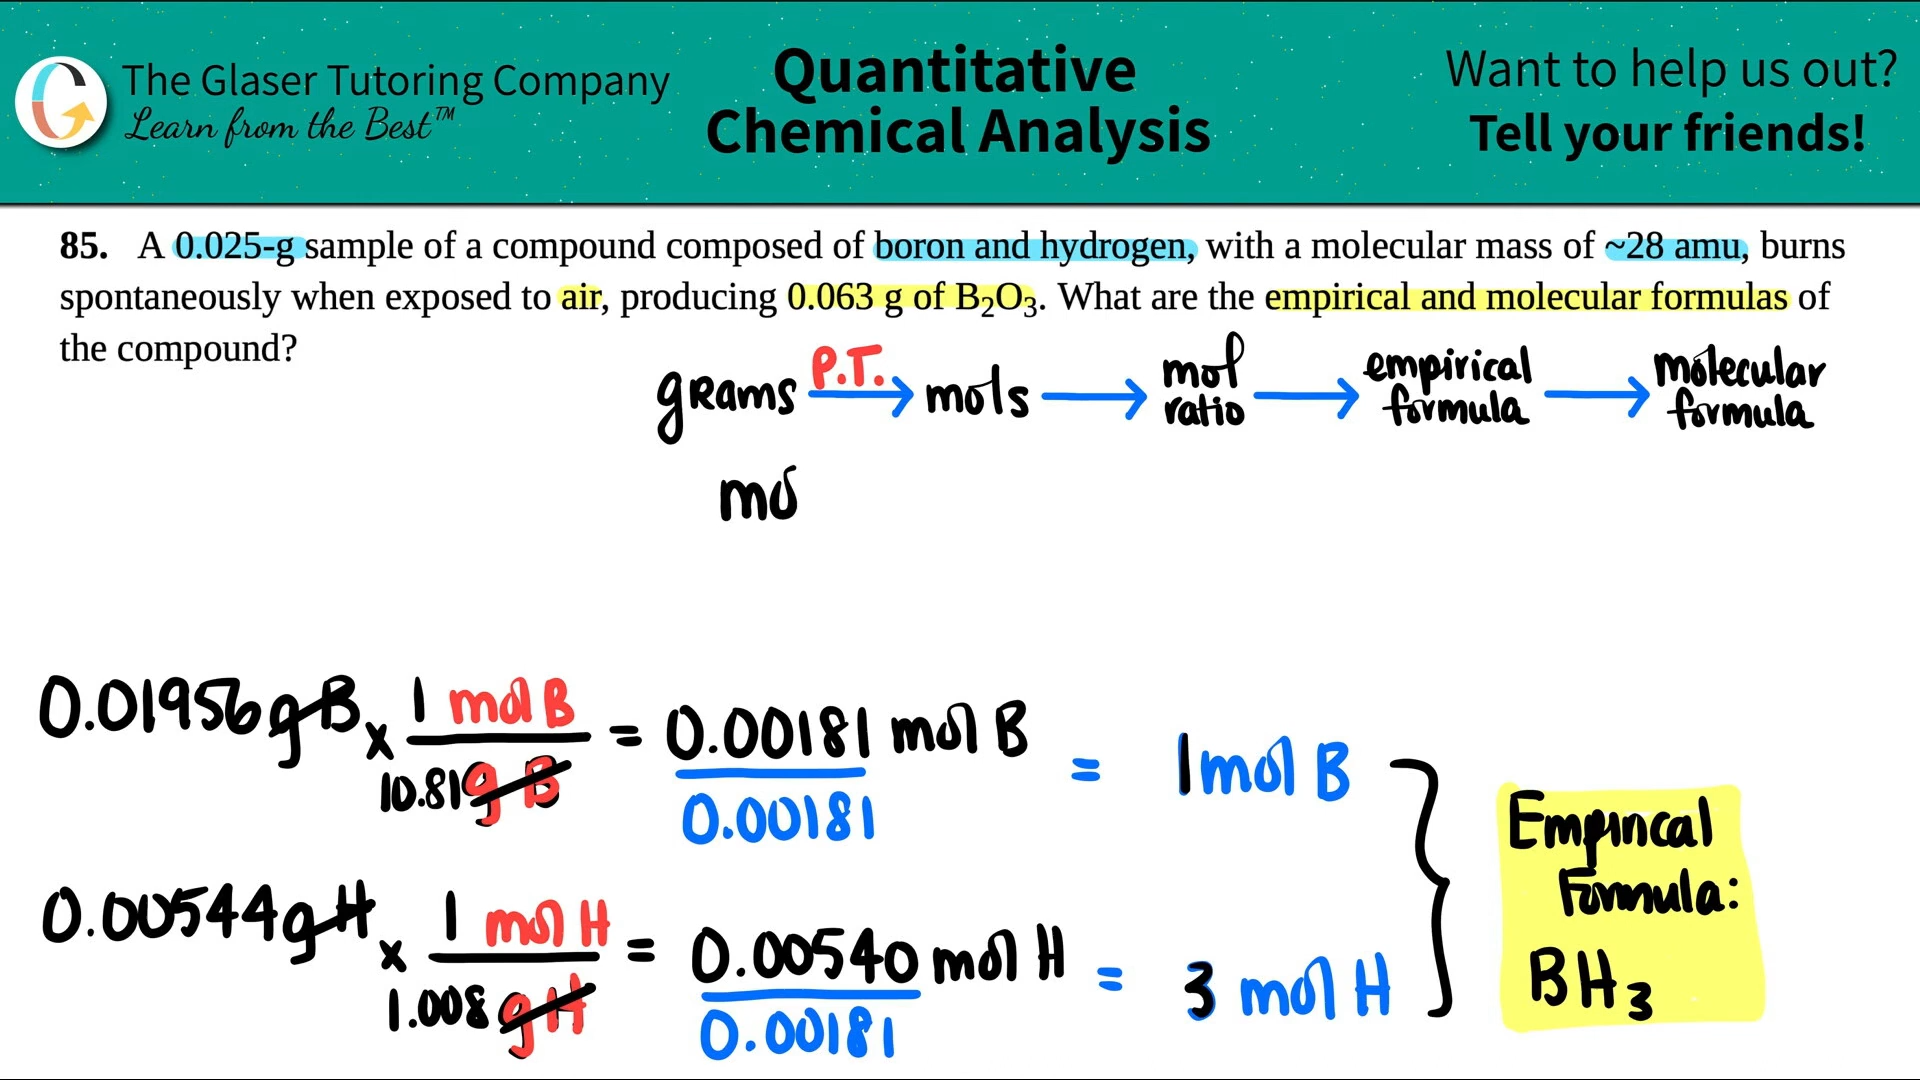 The Glaser Tutoring Company
Learn from the Best™
Quantitative
Chemical Analysis
Want to help us out?
Tell your friends!
85. A 0.025-g sample of a compound composed of boron and hydrogen, with a molecular mass of ~28 amu, burns
spontaneously when exposed to air, producing 0.063 g of B₂O₃. What are the empirical and molecular formulas of
the compound?
grams P.T. → mols → mol ratio → empirical formula → molecular formula
mo
0.01956 g B x 1 mol B / 10.81 g B = 0.00181 mol B / 0.00181 = 1 mol B
0.00544 g H x 1 mol H / 1.008 g H = 0.00540 mol H / 0.00181 = 3 mol H
Empirical
Formula:
BH₃